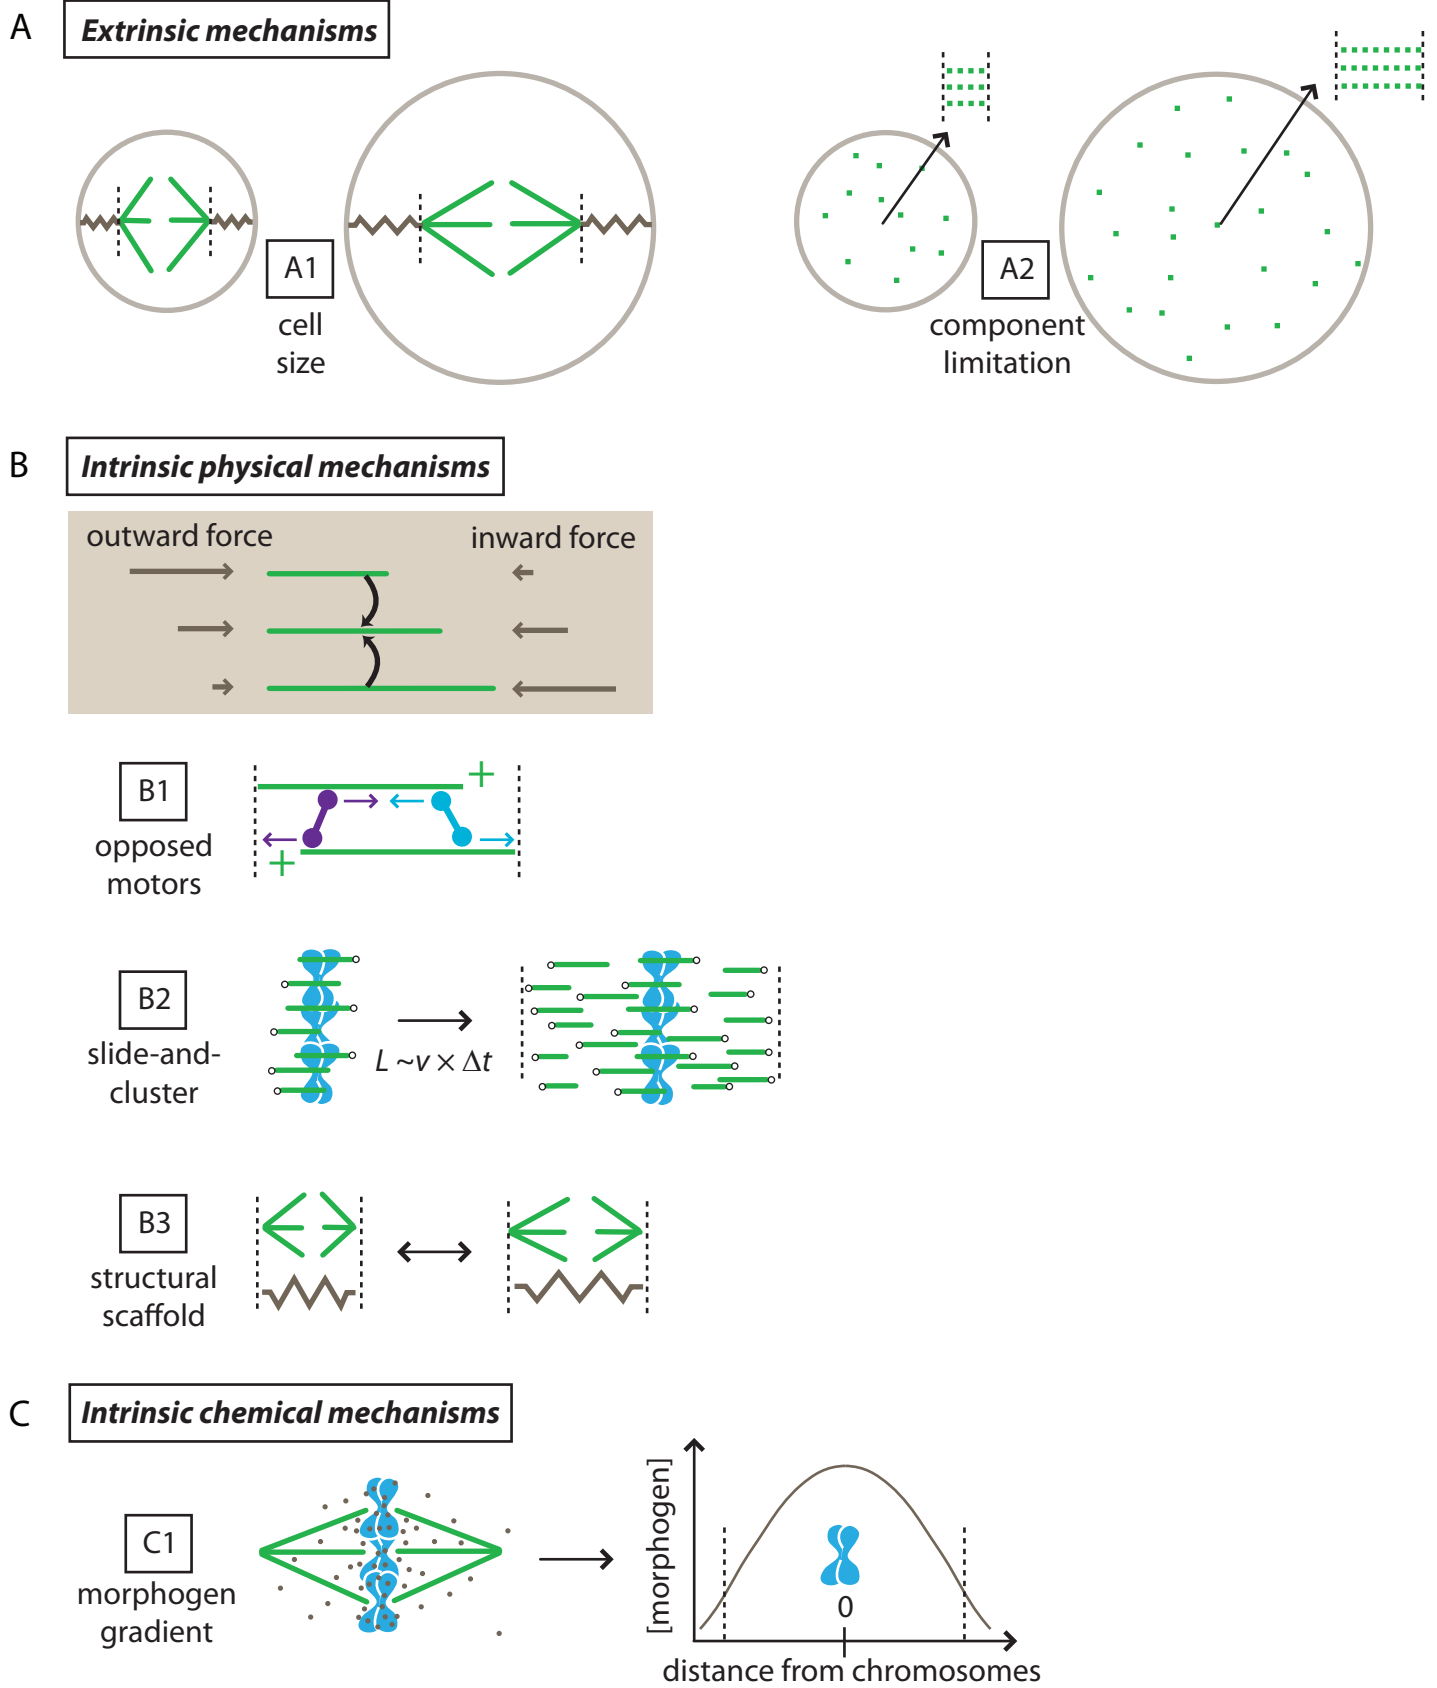 A
Extrinsic mechanisms
A1
cell
size
A2
component
limitation
B
Intrinsic physical mechanisms
outward force
inward force
B1
opposed
motors
+
+
B2
slide-and-
cluster
L ~v × Δt
B3
structural
scaffold
C
Intrinsic chemical mechanisms
C1
morphogen
gradient
[morphogen]
0
distance from chromosomes